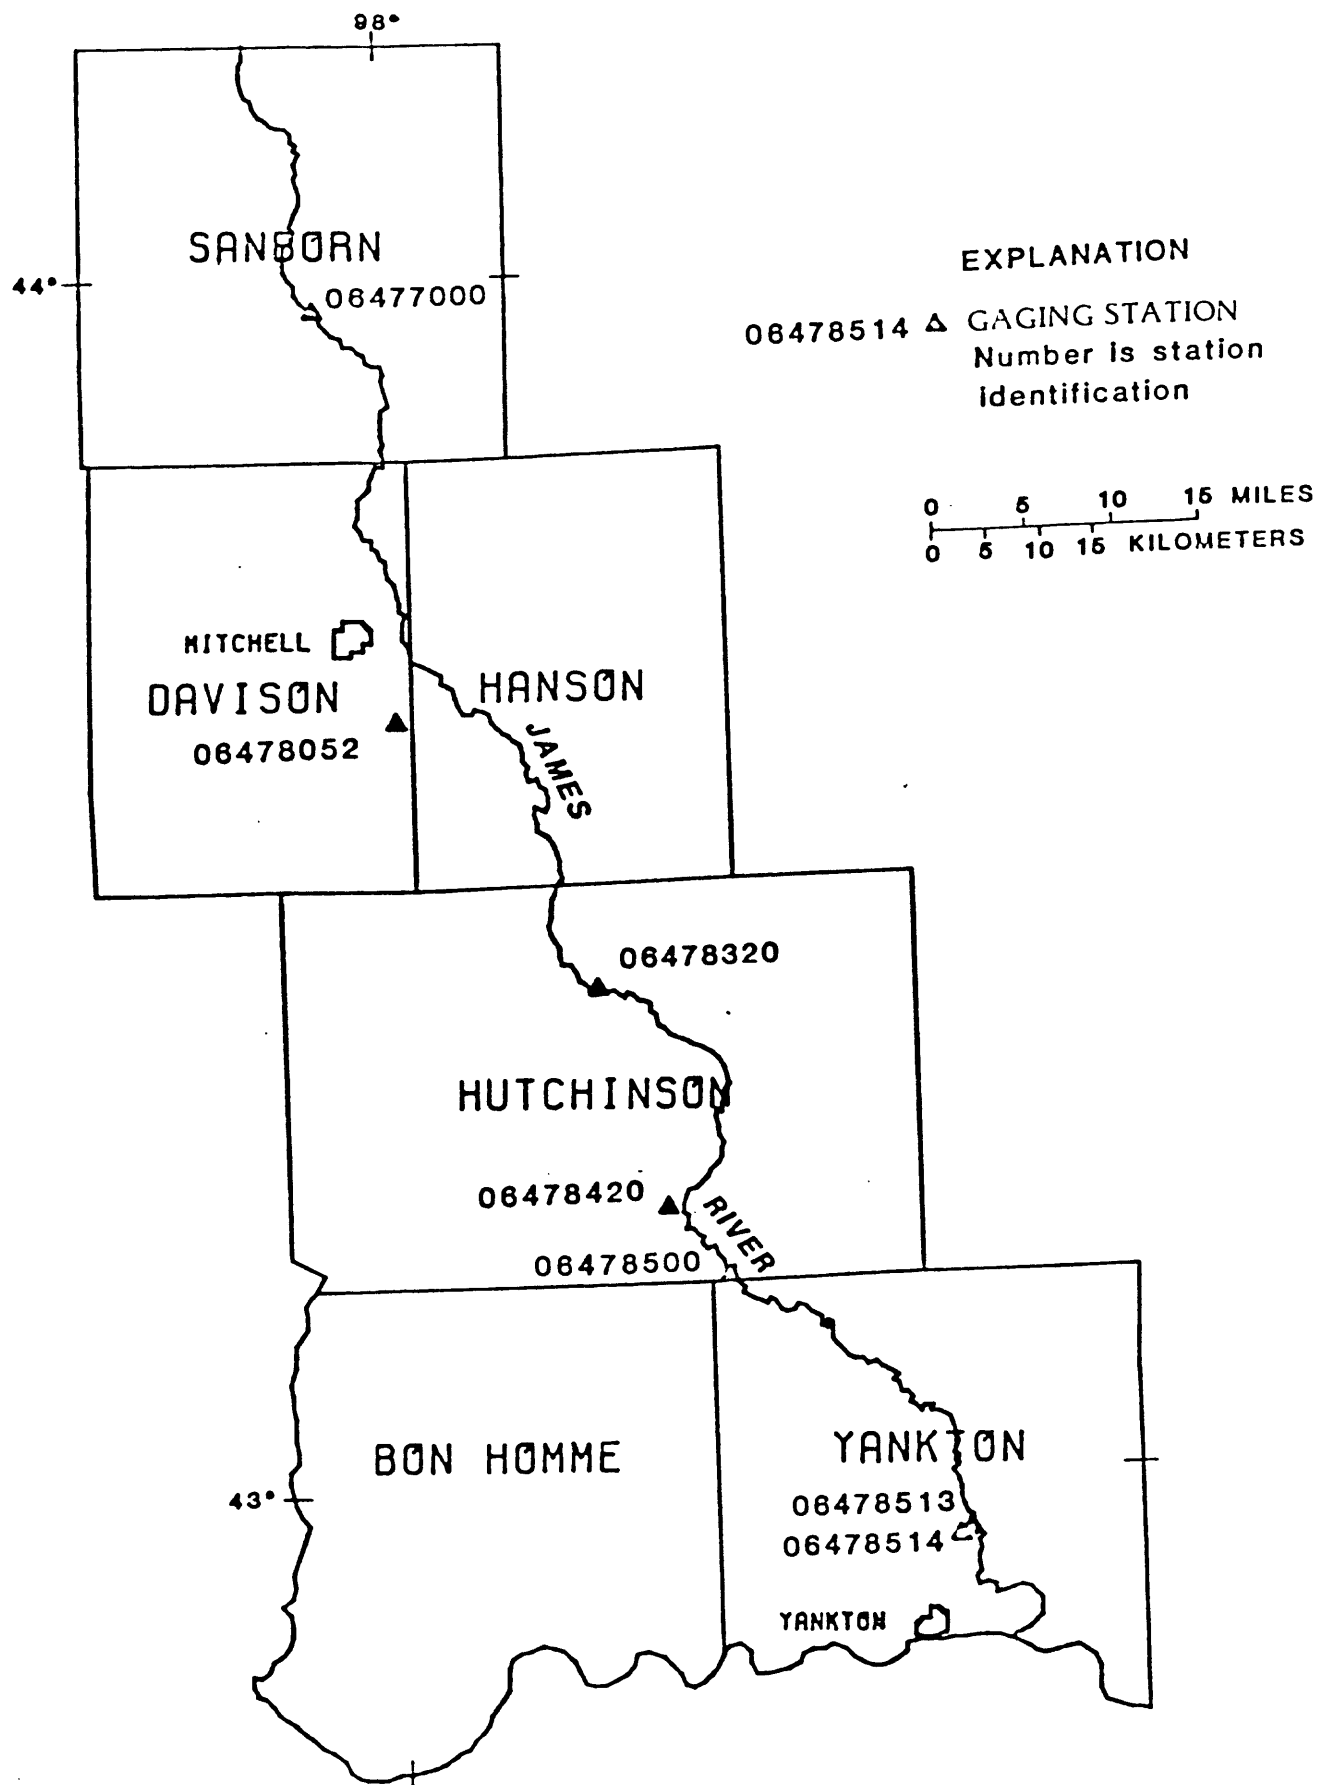 98°
SANBORN
44°
06477000
EXPLANATION
06478514 GAGING STATION
Number is station
identification
0 5 10 15 MILES
0 5 10 15 KILOMETERS
MITCHELL
DAVISON
06478052
HANSON
JAMES
06478320
HUTCHINSON
06478420
RIVER
06478500
BON HOMME
YANKTON
43°
06478513
06478514
YANKTON